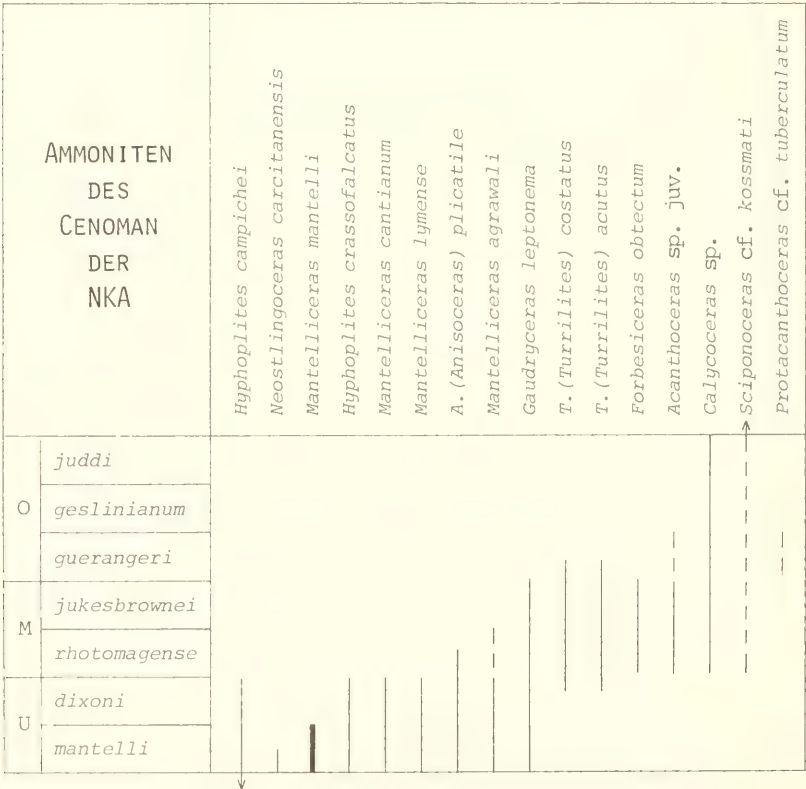 AMMONITEN
DES
CENOMAN
DER
NKA
Hyphoplites campichei
Neostlingoceras carcitanensis
Mantelliceras mantelli
Hyphoplites crassofalcatus
Mantelliceras cantianum
Mantelliceras lymense
A.(Anisoceras) plicatile
Mantelliceras agrawali
Gaudryceras leptonema
T.(Turrilites) costatus
T.(Turrilites) acutus
Forbesiceras obtectum
Acanthoceras sp. juv.
Calycoceras sp.
Sciponoceras cf. kossmati
Protacanthoceras cf. tuberculatum
O
juddi
geslinianum
guerangeri
M
jukesbrownei
rhotomagense
U
dixoni
mantelli